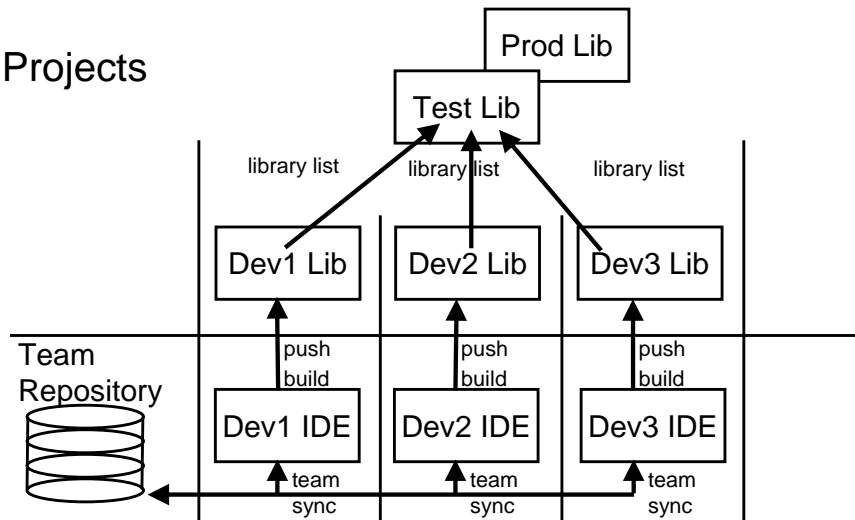 Prod Lib
Projects
Test Lib
library list
library list
library list
Dev1 Lib
Dev2 Lib
Dev3 Lib
Team
Repository
push
build
push
build
push
build
Dev1 IDE
Dev2 IDE
Dev3 IDE
team
sync
team
sync
team
sync